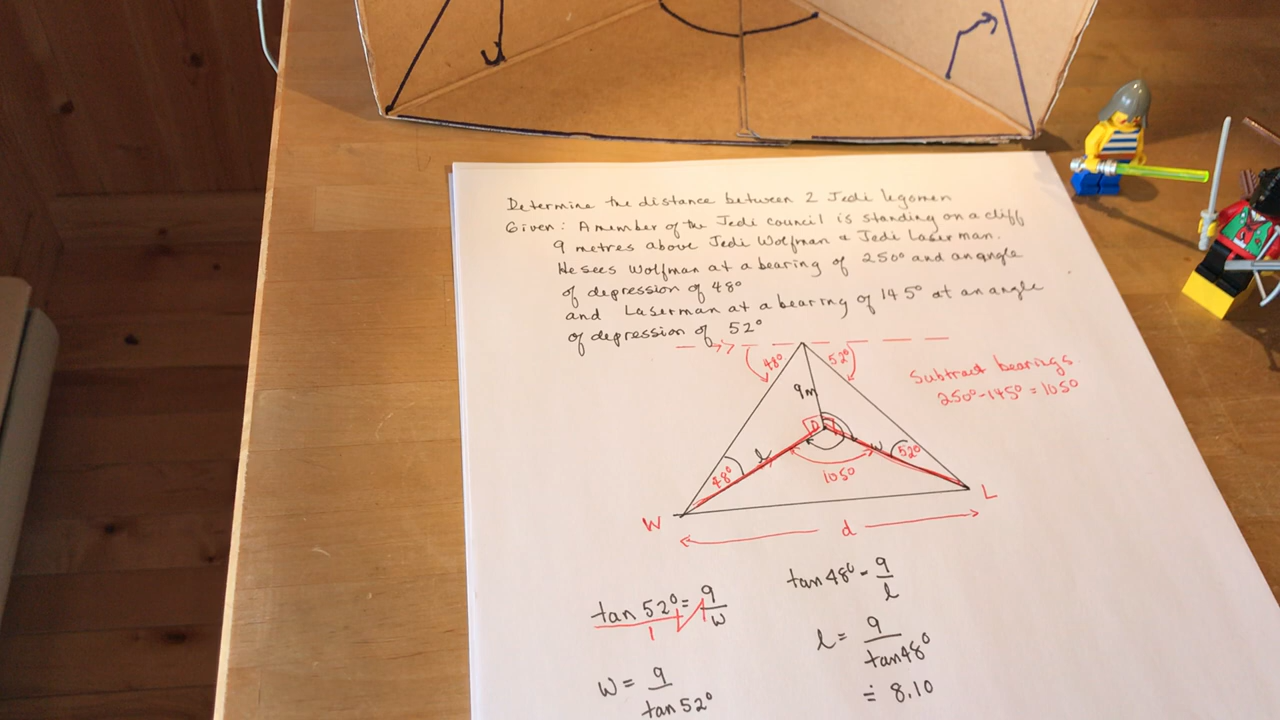 Determine the distance between 2 Jedi legomen
Given: A member of the Jedi council is standing on a cliff
9 metres above Jedi Wolfman & Jedi Laserman.
He sees Wolfman at a bearing of 250° and an angle
of depression of 48°
and Laserman at a bearing of 145° at an angle
of depression of 52°
48° 52°
Subtract bearings
250°-145° = 105°
9m
l w
48° 105° 52°
W L
d
tan 52° = 9/w
1
w = 9/tan 52°
tan 48° = 9/l
l = 9/tan 48°
≐ 8.10